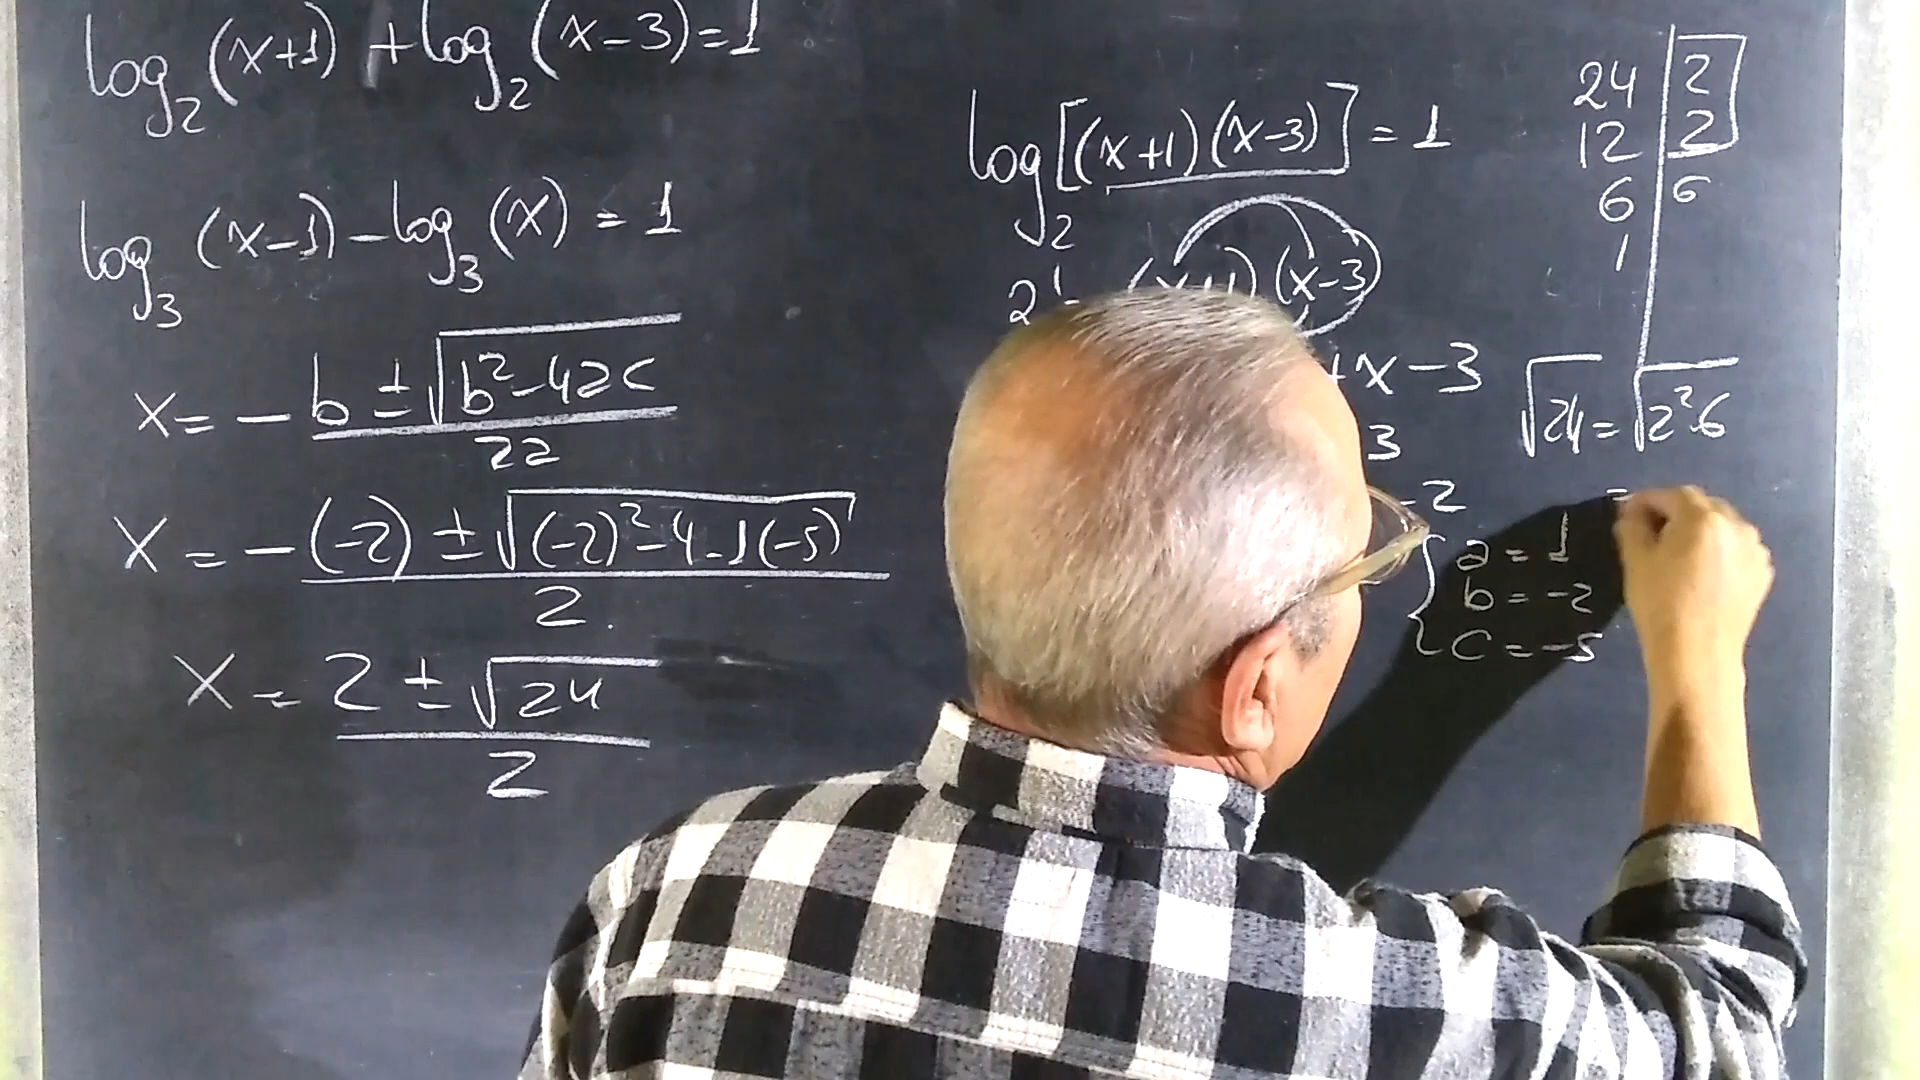 log₂(x+1)+log₂(x-3)=1
log₃(x-1)-log₃(x)=1
x=-b±√b²-4ac
2a
x=-(-2)±√(-2)²-4-1(-5)
2.
x=2±√24
2
log₂[(x+1)(x-3)]=1
2¹
(x-3)
+x-3
3
-2
{a=1
b=-2
c=-5
24 2
12 2
6 6
1
√24=√2².6
=